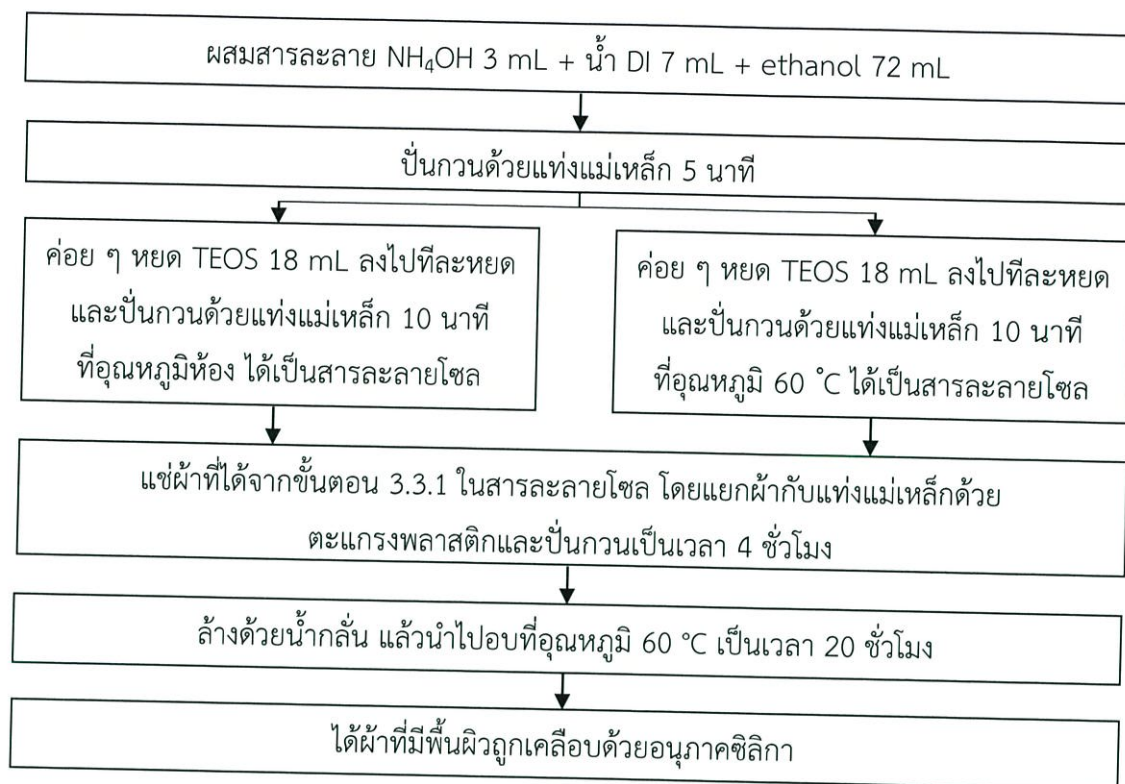 ผสมสารละลาย NH₄OH 3 mL + น้ำ DI 7 mL + ethanol 72 mL
ปั่นกวนด้วยแท่งแม่เหล็ก 5 นาที
ค่อย ๆ หยด TEOS 18 mL ลงไปทีละหยด
และปั่นกวนด้วยแท่งแม่เหล็ก 10 นาที
ที่อุณหภูมิห้อง ได้เป็นสารละลายโซล
ค่อย ๆ หยด TEOS 18 mL ลงไปทีละหยด
และปั่นกวนด้วยแท่งแม่เหล็ก 10 นาที
ที่อุณหภูมิ 60 °C ได้เป็นสารละลายโซล
แช่ผ้าที่ได้จากขั้นตอน 3.3.1 ในสารละลายโซล โดยแยกผ้ากับแท่งแม่เหล็กด้วย
ตะแกรงพลาสติกและปั่นกวนเป็นเวลา 4 ชั่วโมง
ล้างด้วยน้ำกลั่น แล้วนำไปอบที่อุณหภูมิ 60 °C เป็นเวลา 20 ชั่วโมง
ได้ผ้าที่มีพื้นผิวถูกเคลือบด้วยอนุภาคซิลิกา